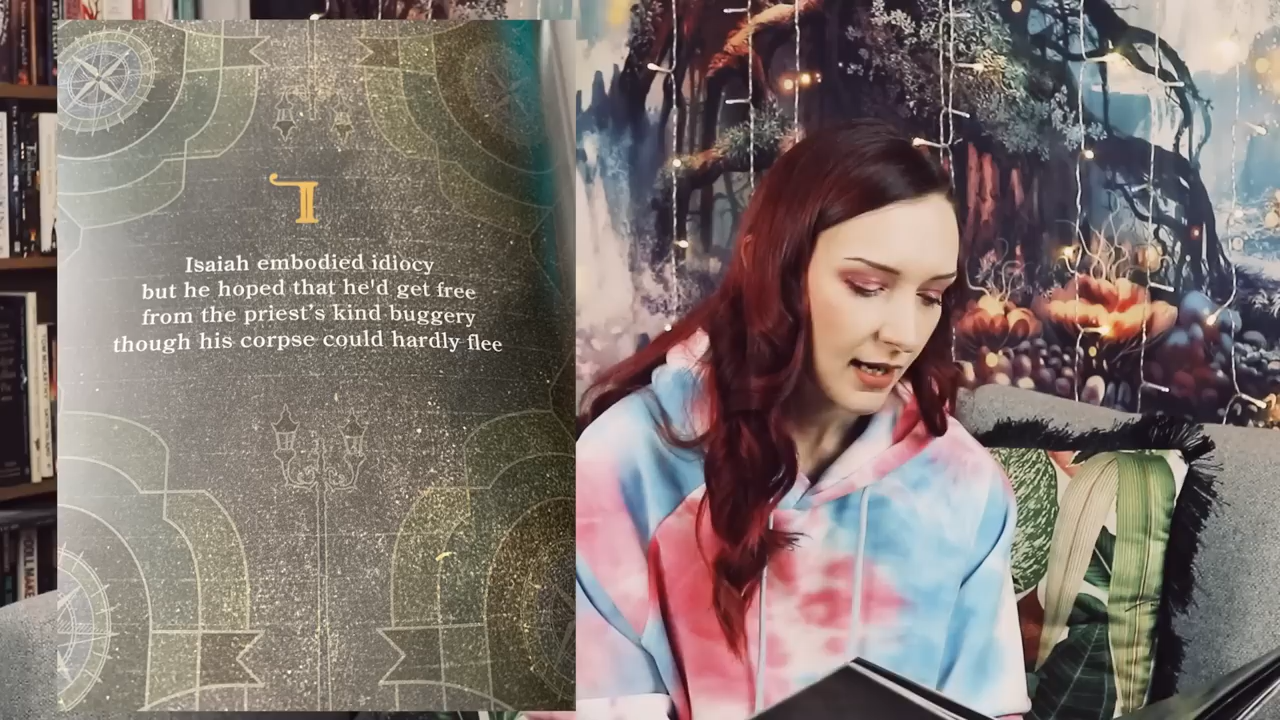 I
Isaiah embodied idiocy
but he hoped that he'd get free
from the priest's kind buggery
though his corpse could hardly flee